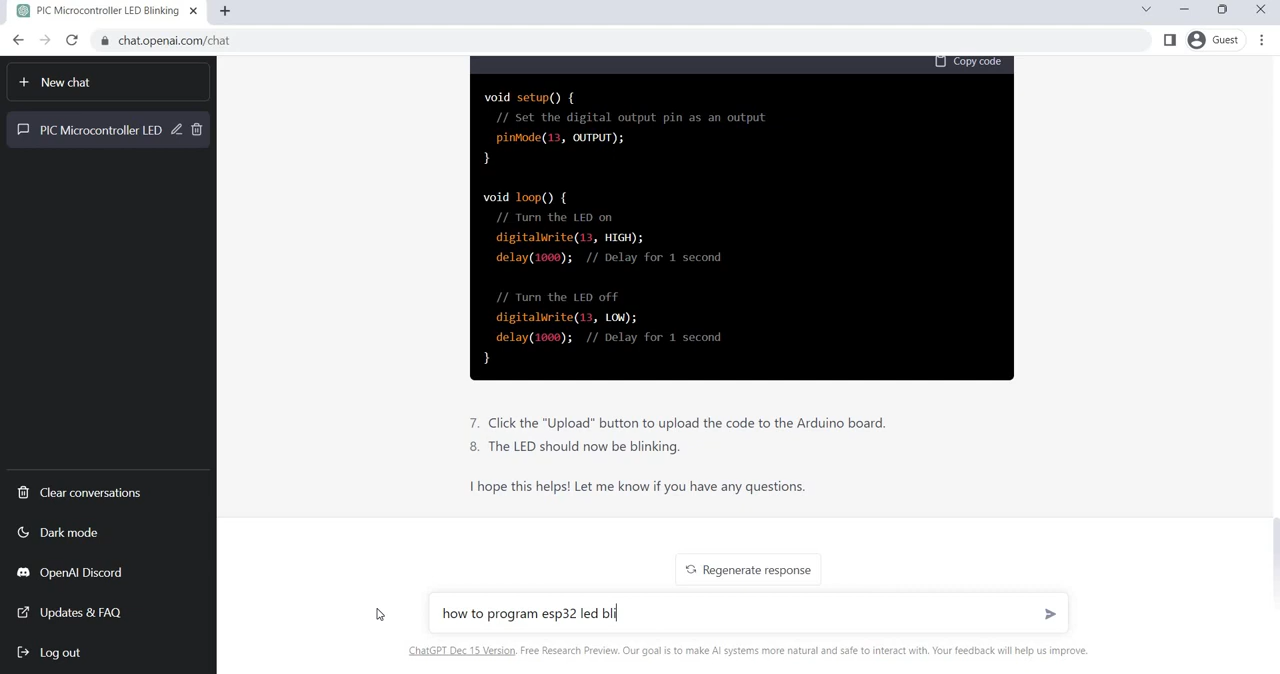 PIC Microcontroller LED Blinking
chat.openai.com/chat
Guest
New chat
PIC Microcontroller LED
Copy code
void setup() {
// Set the digital output pin as an output
pinMode(13, OUTPUT);
}
void loop() {
// Turn the LED on
digitalWrite(13, HIGH);
delay(1000); // Delay for 1 second
// Turn the LED off
digitalWrite(13, LOW);
delay(1000); // Delay for 1 second
}
7. Click the "Upload" button to upload the code to the Arduino board.
8. The LED should now be blinking.
I hope this helps! Let me know if you have any questions.
Clear conversations
Dark mode
OpenAI Discord
Updates & FAQ
Log out
Regenerate response
how to program esp32 led bli
ChatGPT Dec 15 Version. Free Research Preview. Our goal is to make AI systems more natural and safe to interact with. Your feedback will help us improve.